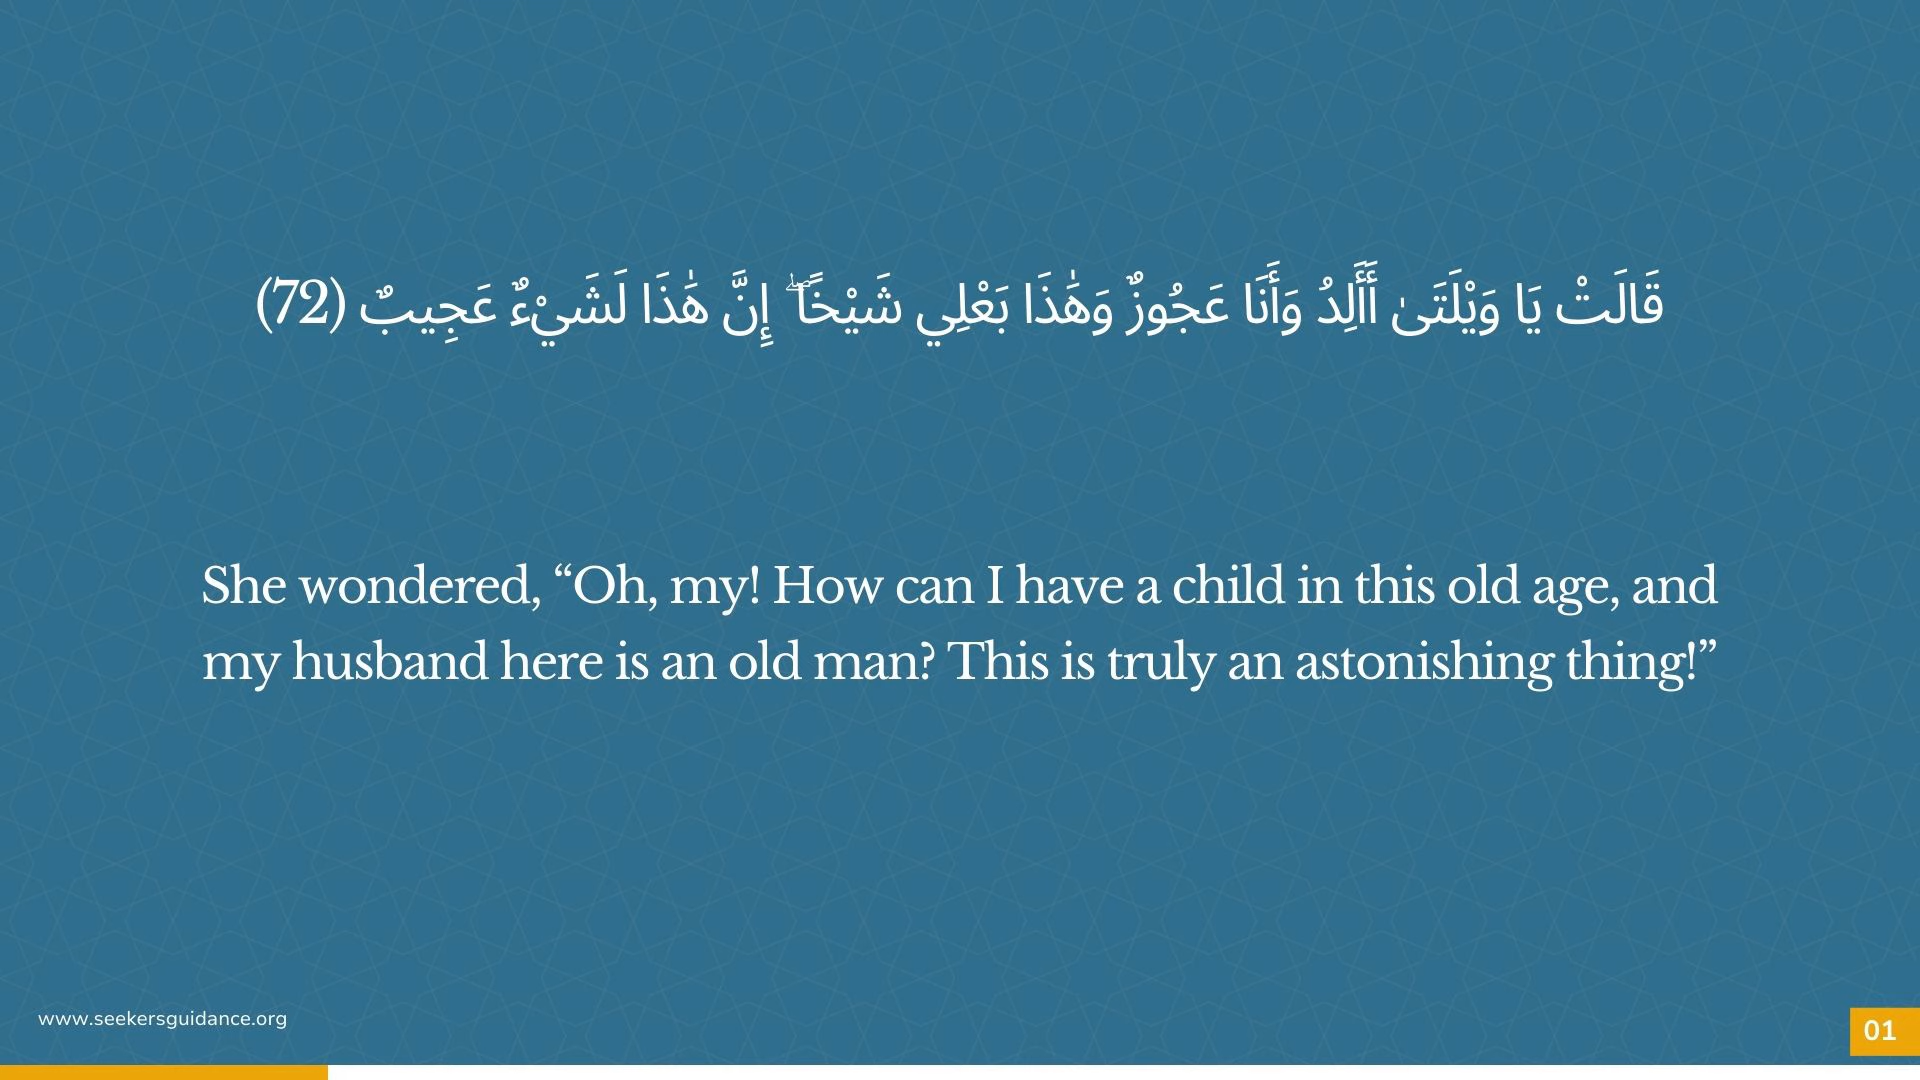 قَالَتْ يَا وَيْلَتَىٰ أَأَلِدُ وَأَنَا عَجُوزٌ وَهَٰذَا بَعْلِي شَيْخًا ۖ إِنَّ هَٰذَا لَشَيْءٌ عَجِيبٌ (72)
She wondered, “Oh, my! How can I have a child in this old age, and
my husband here is an old man? This is truly an astonishing thing!”
www.seekersguidance.org
01